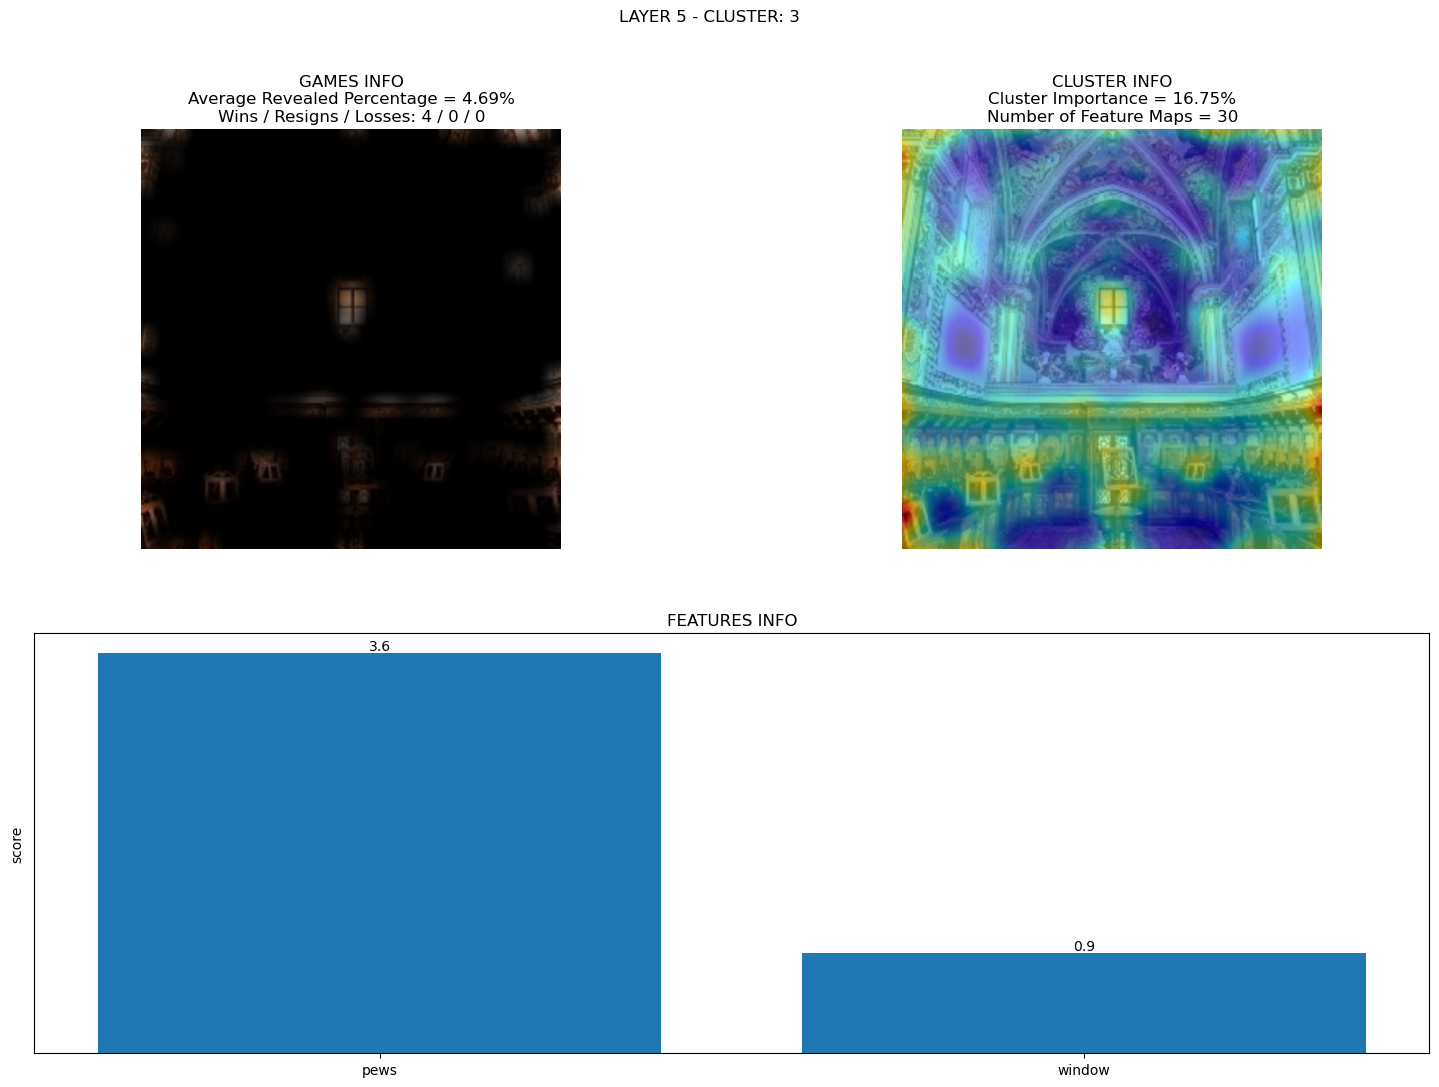 LAYER 5 - CLUSTER: 3
GAMES INFO
Average Revealed Percentage = 4.69%
Wins / Resigns / Losses: 4 / 0 / 0
CLUSTER INFO
Cluster Importance = 16.75%
Number of Feature Maps = 30
FEATURES INFO
score
3.6
0.9
pews
window